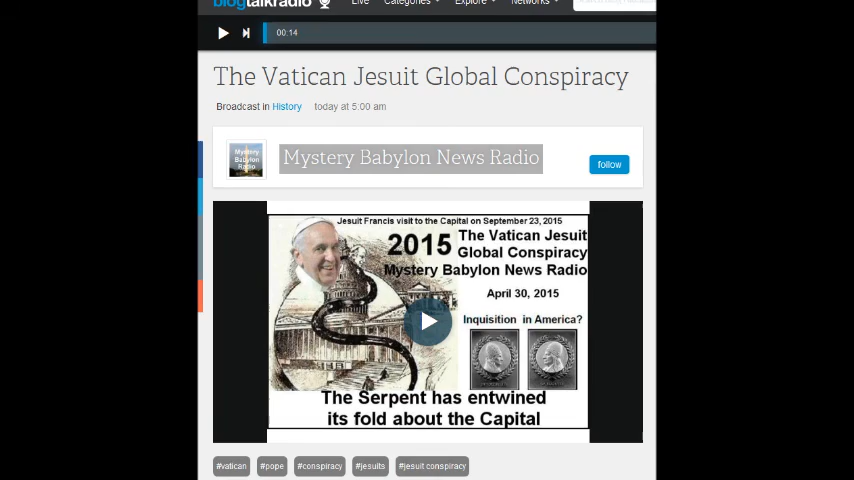 blogtalkradio Live Categories Explore Networks
00:14
The Vatican Jesuit Global Conspiracy
Broadcast in History today at 5:00 am
Mystery
Babylon
Radio
Mystery Babylon News Radio
follow
Jesuit Francis visit to the Capital on September 23, 2015
2015
The Vatican Jesuit
Global Conspiracy
Mystery Babylon News Radio
April 30, 2015
Inquisition in America?
The Serpent has entwined
its fold about the Capital
#vatican #pope #conspiracy #jesuits #jesuit conspiracy